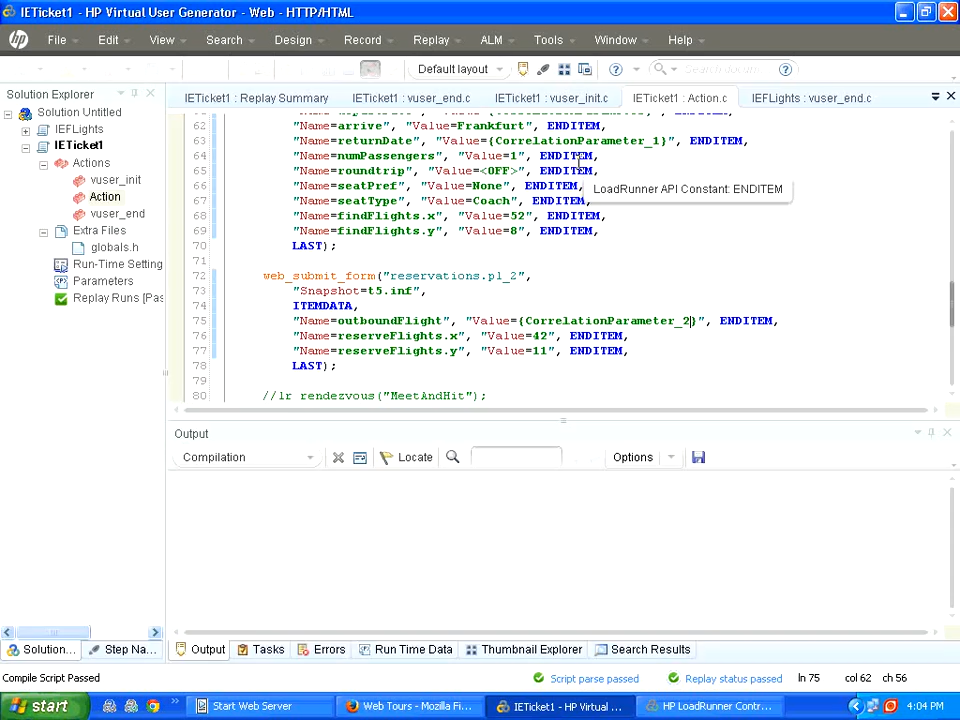 IETicket1 - HP Virtual User Generator - Web - HTTP/HTML
hp File Edit View Search Design Record Replay ALM Tools Window Help
Default layout
Solution Explorer
Solution Untitled
IEFLights
IETicket1
Actions
vuser_init
Action
vuser_end
Extra Files
globals.h
Run-Time Setting
Parameters
Replay Runs [Pas
IETicket1 : Replay Summary IETicket1 : vuser_end.c IETicket1 : vuser_init.c IETicket1 : Action.c IEFLights : vuser_end.c
62 "Name=arrive", "Value=Frankfurt", ENDITEM,
63 "Name=returnDate", "Value={CorrelationParameter_1}", ENDITEM,
64 "Name=numPassengers", "Value=1", ENDITEM,
65 "Name=roundtrip", "Value=<OFF>", ENDITEM,
66 "Name=seatPref", "Value=None", ENDITEM,
LoadRunner API Constant: ENDITEM
67 "Name=seatType", "Value=Coach", ENDITEM,
68 "Name=findFlights.x", "Value=52", ENDITEM,
69 "Name=findFlights.y", "Value=8", ENDITEM,
70 LAST);
71
72 web_submit_form("reservations.pl_2",
73 "Snapshot=t5.inf",
74 ITEMDATA,
75 "Name=outboundFlight", "Value={CorrelationParameter_2}", ENDITEM,
76 "Name=reserveFlights.x", "Value=42", ENDITEM,
77 "Name=reserveFlights.y", "Value=11", ENDITEM,
78 LAST);
79
80 //lr_rendezvous("MeetAndHit");
Output
Compilation Locate Options
Solution... Step Na... Output Tasks Errors Run Time Data Thumbnail Explorer Search Results
Compile Script Passed Script parse passed Replay status: passed ln 75 col 62 ch 56
start Start Web Server Web Tours - Mozilla Fi... IETicket1 - HP Virtual ... HP LoadRunner Contr... 4:04 PM